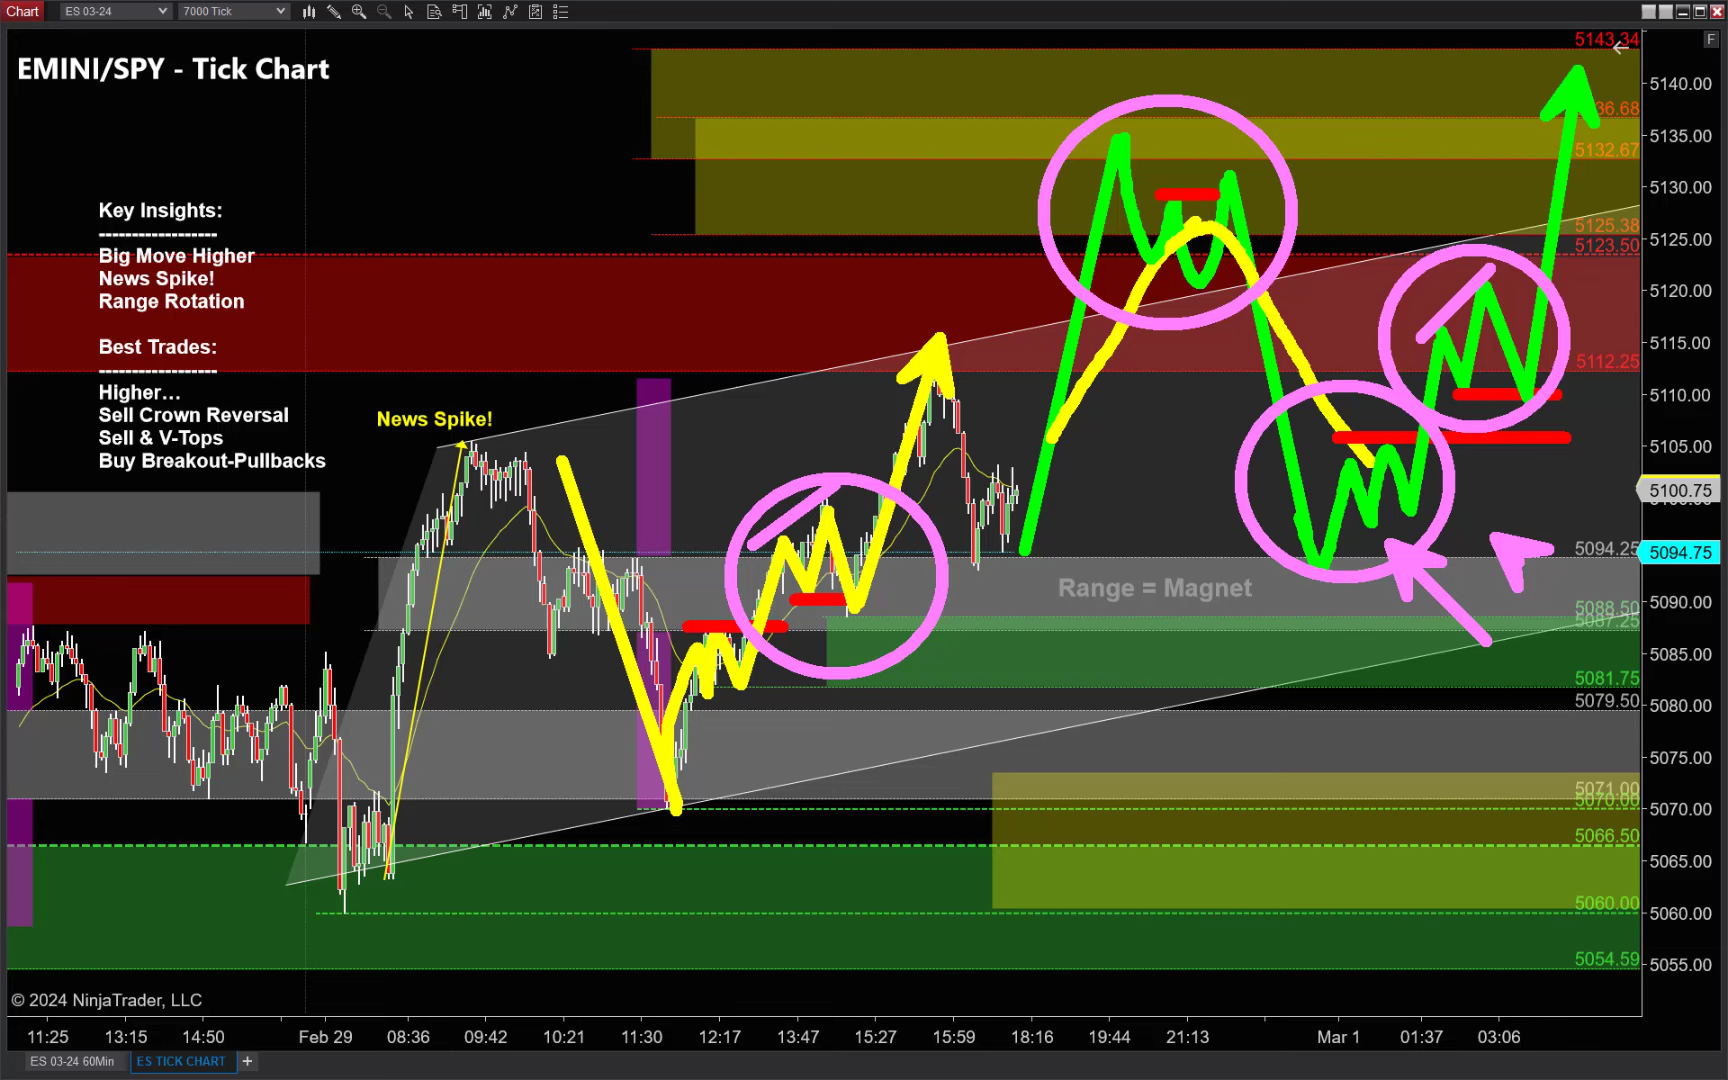 Chart
ES 03-24
7000 Tick
F
EMINI/SPY - Tick Chart
Key Insights:
------------------
Big Move Higher
News Spike!
Range Rotation
Best Trades:
------------------
Higher...
Sell Crown Reversal
Sell & V-Tops
Buy Breakout-Pullbacks
News Spike!
Range = Magnet
5143.34
36.68
5132.67
5125.38
5123.50
5112.25
5094.25
5088.50
5087.25
5081.75
5079.50
5071.00
5070.00
5066.50
5060.00
5054.59
5140.00
5135.00
5130.00
5125.00
5120.00
5115.00
5110.00
5105.00
5100.75
5094.75
5090.00
5085.00
5080.00
5075.00
5070.00
5065.00
5060.00
5055.00
© 2024 NinjaTrader, LLC
11:25 13:15 14:50 Feb 29 08:36 09:42 10:21 11:30 12:17 13:47 15:27 15:59 18:16 19:44 21:13 Mar 1 01:37 03:06
ES 03-24 60Min ES TICK CHART +